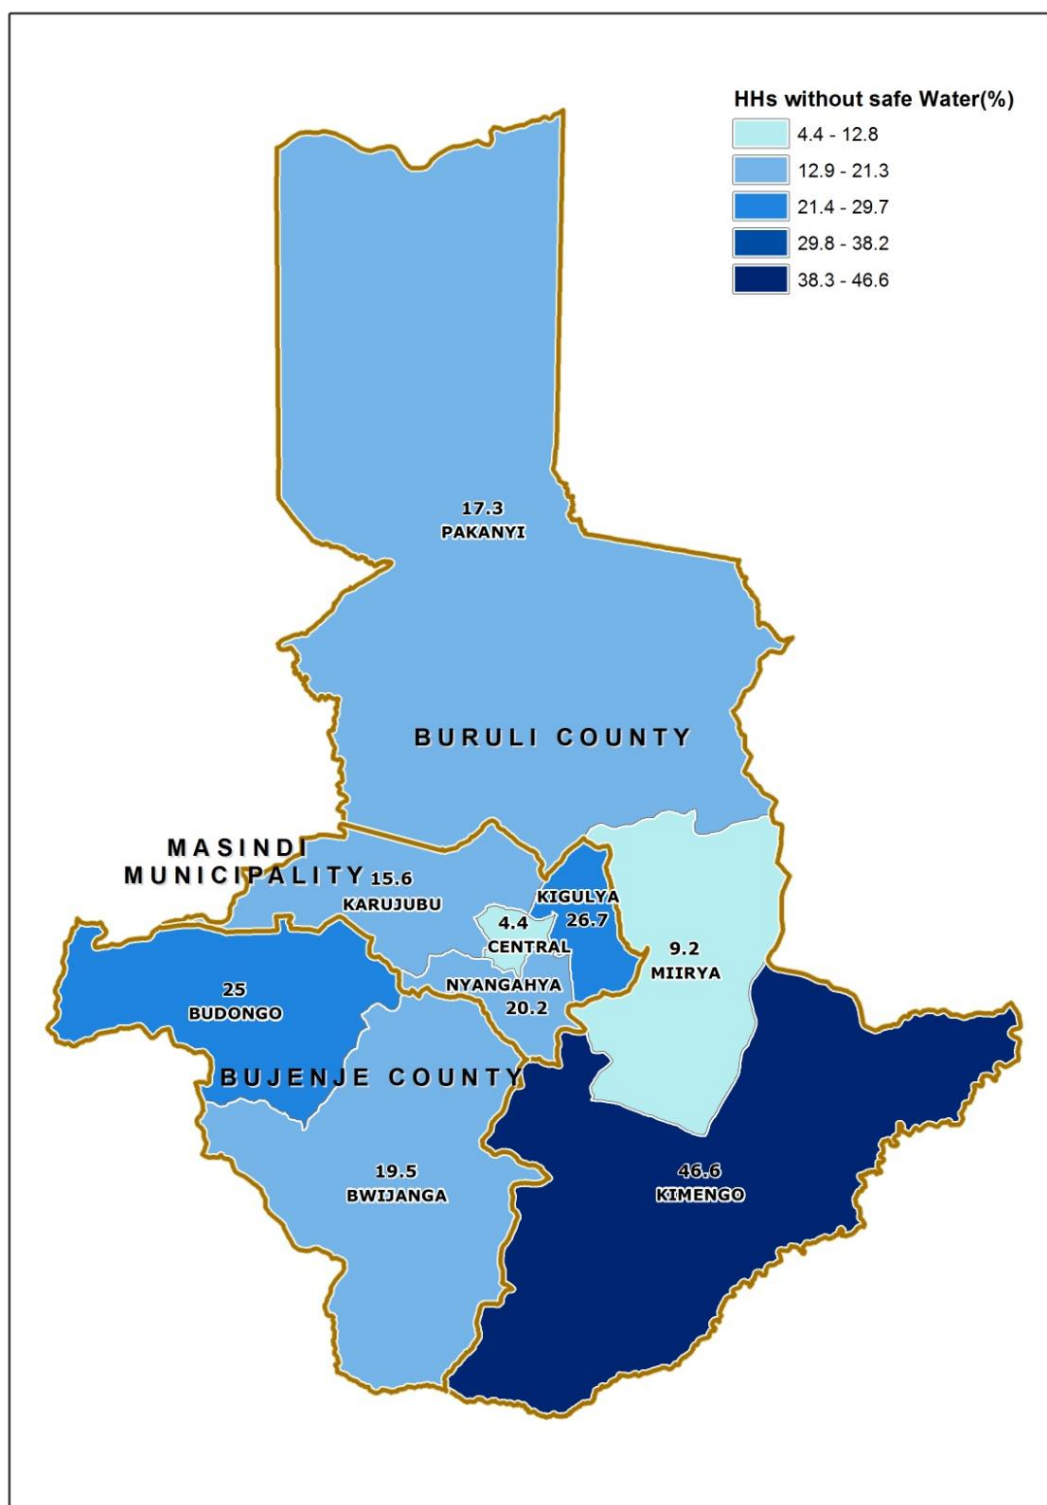 HHs without safe Water(%)
4.4 - 12.8
12.9 - 21.3
21.4 - 29.7
29.8 - 38.2
38.3 - 46.6
17.3
PAKANYI
BURULI COUNTY
MASINDI
MUNICIPALITY
15.6
KARUJUBU
KIGULYA
26.7
4.4
CENTRAL
9.2
MIIRYA
NYANGAHYA
20.2
25
BUDONGO
BUJENJE COUNTY
19.5
BWIJANGA
46.6
KIMENGO